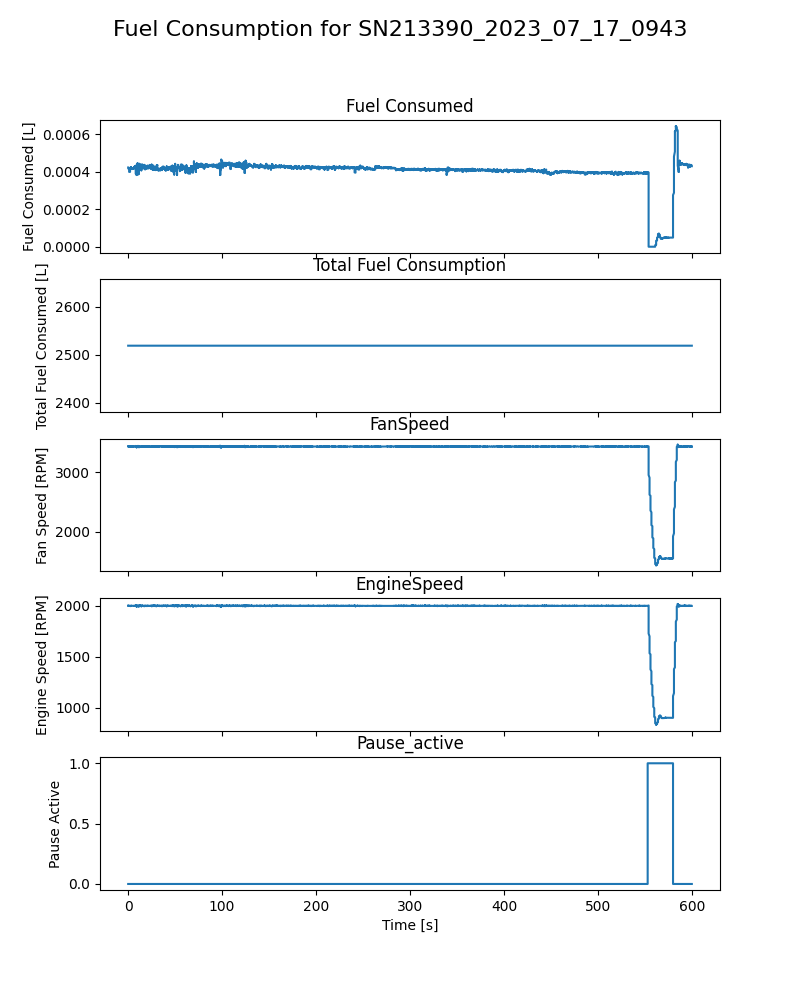 Fuel Consumption for SN213390_2023_07_17_0943
Fuel Consumed
Fuel Consumed [L]
0.0006
0.0004
0.0002
0.0000
Total Fuel Consumption
Total Fuel Consumed [L]
2600
2500
2400
FanSpeed
Fan Speed [RPM]
3000
2000
EngineSpeed
Engine Speed [RPM]
2000
1500
1000
Pause_active
Pause Active
1.0
0.5
0.0
0 100 200 300 400 500 600
Time [s]